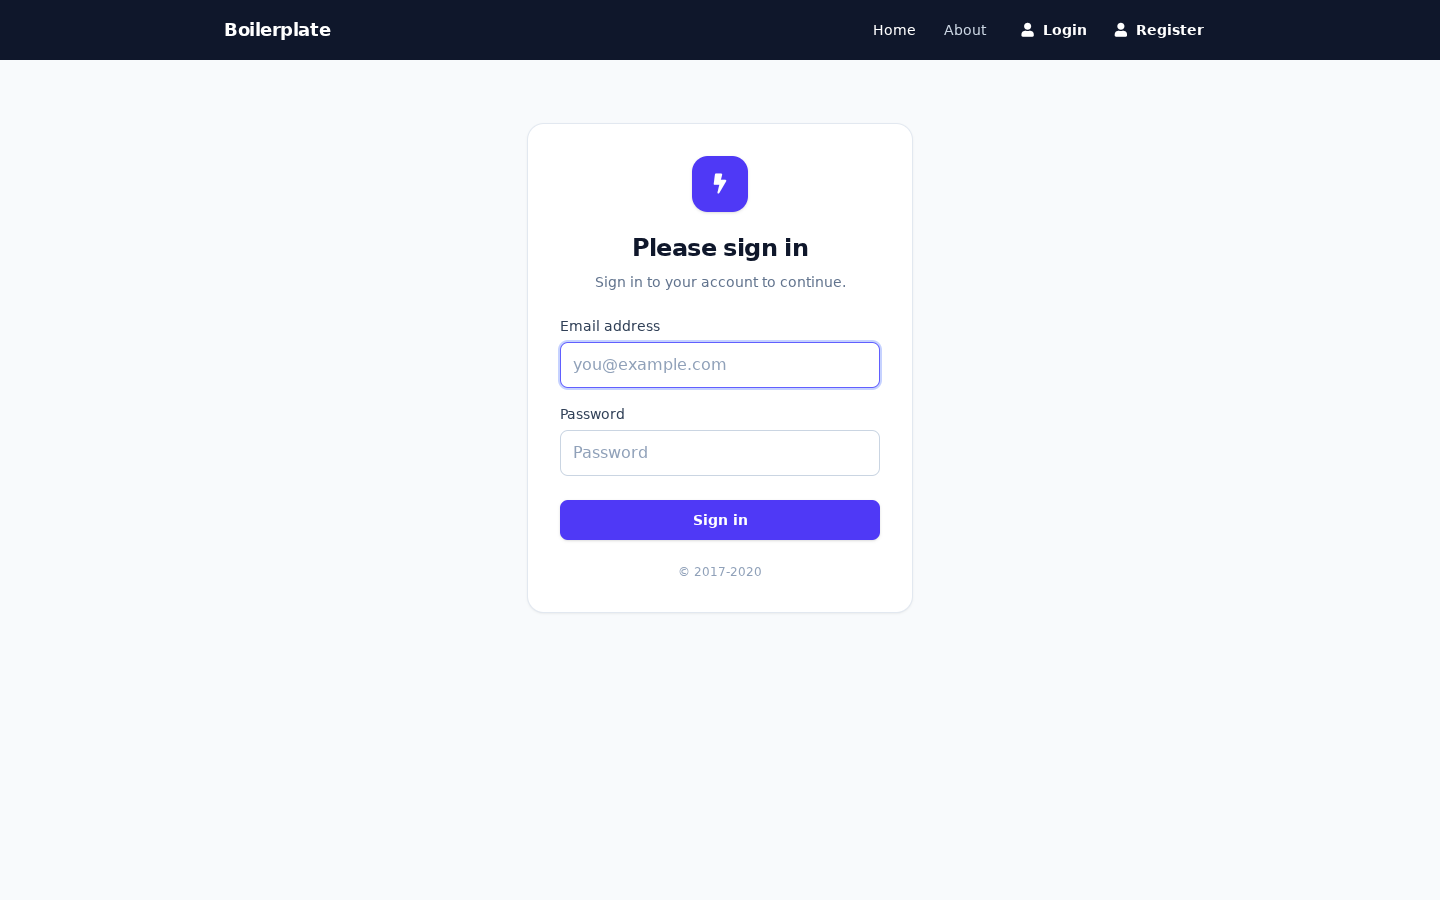 Boilerplate
Home About Login Register
Please sign in
Sign in to your account to continue.
Email address
you@example.com
Password
Password
Sign in
© 2017-2020